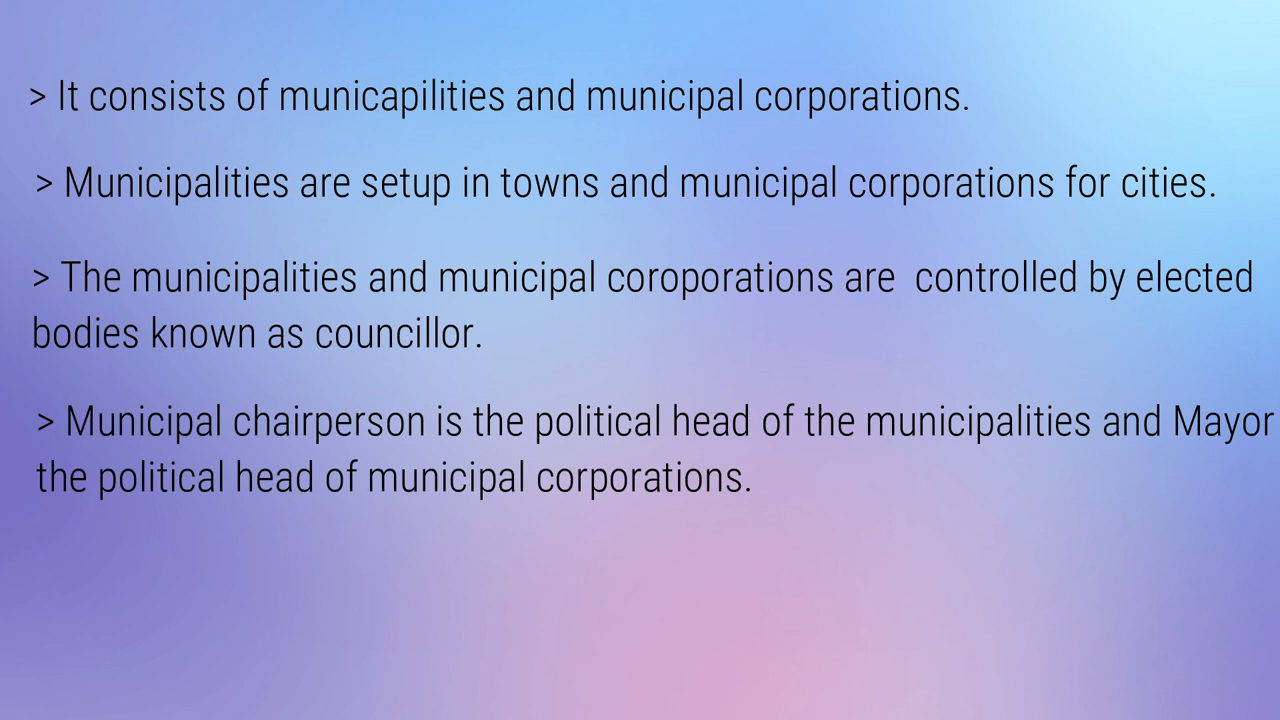 > It consists of municapilities and municipal corporations.
> Municipalities are setup in towns and municipal corporations for cities.
> The municipalities and municipal coroporations are  controlled by elected
bodies known as councillor.
> Municipal chairperson is the political head of the municipalities and Mayor
the political head of municipal corporations.